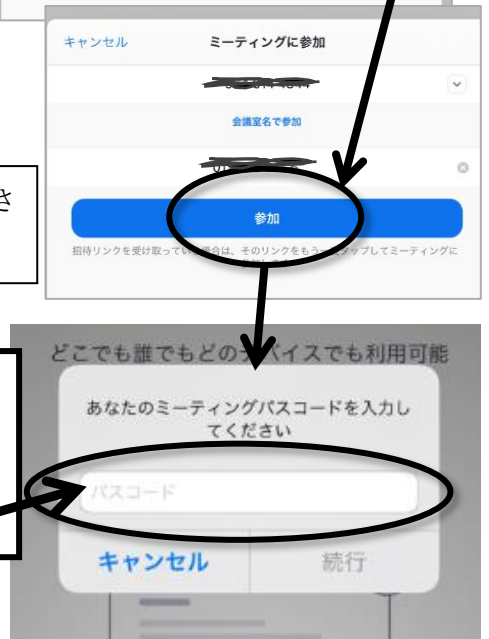 キャンセル
ミーティングに参加
会議室名で参加
さ
参加
招待リンクを受け取ってい
場合は、そのリンクをもう
タップしてミーティングに
どこでも誰でもどの
バイスでも利用可能
あなたのミーティングパスコードを入力し
てください
パスコード
キャンセル
続行